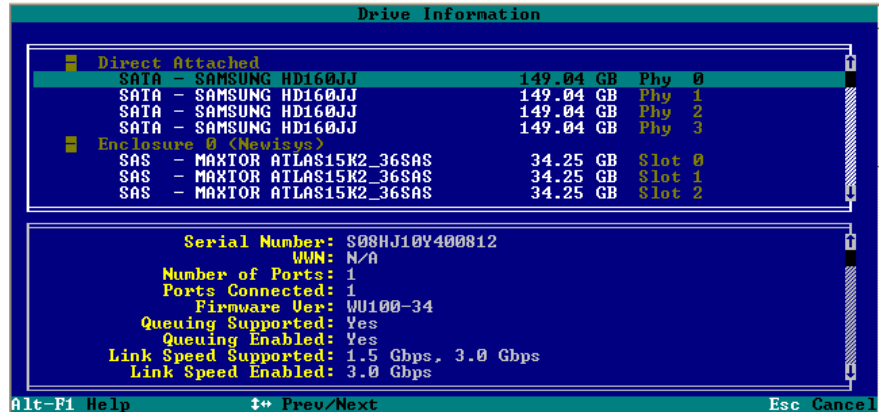 Drive Information
- Direct Attached
SATA - SAMSUNG HD160JJ 149.04 GB Phy 0
SATA - SAMSUNG HD160JJ 149.04 GB Phy 1
SATA - SAMSUNG HD160JJ 149.04 GB Phy 2
SATA - SAMSUNG HD160JJ 149.04 GB Phy 3
- Enclosure 0 (Newisys)
SAS - MAXTOR ATLAS15K2_36SAS 34.25 GB Slot 0
SAS - MAXTOR ATLAS15K2_36SAS 34.25 GB Slot 1
SAS - MAXTOR ATLAS15K2_36SAS 34.25 GB Slot 2
Serial Number: S08HJ10Y400812
WWN: N/A
Number of Ports: 1
Ports Connected: 1
Firmware Ver: WU100-34
Queuing Supported: Yes
Queuing Enabled: Yes
Link Speed Supported: 1.5 Gbps, 3.0 Gbps
Link Speed Enabled: 3.0 Gbps
Alt-F1 Help ↕↔ Prev/Next Esc Cancel